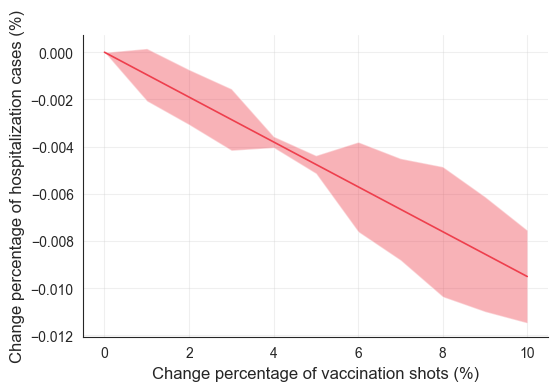 Change percentage of hospitalization cases (%)
0.000
−0.002
−0.004
−0.006
−0.008
−0.010
−0.012
0 2 4 6 8 10
Change percentage of vaccination shots (%)